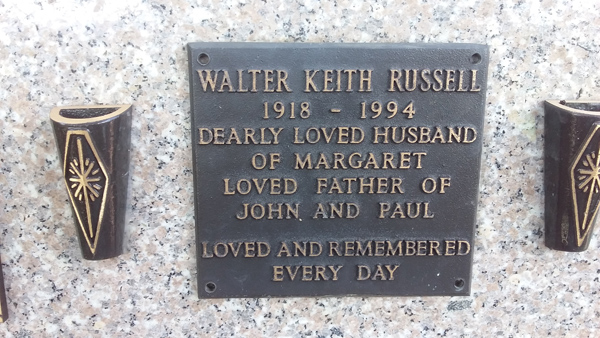 WALTER KEITH RUSSELL
1918 - 1994
DEARLY LOVED HUSBAND
OF MARGARET
LOVED FATHER OF
JOHN AND PAUL
LOVED AND REMEMBERED
EVERY DAY